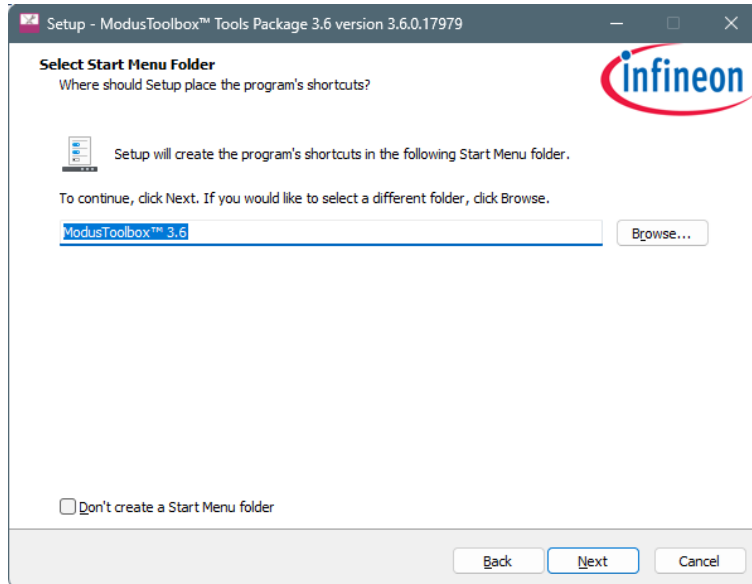 Setup - ModusToolbox™ Tools Package 3.6 version 3.6.0.17979
Select Start Menu Folder
Where should Setup place the program's shortcuts?
infineon
Setup will create the program's shortcuts in the following Start Menu folder.
To continue, click Next. If you would like to select a different folder, click Browse.
ModusToolbox™ 3.6
Browse...
Don't create a Start Menu folder
Back
Next
Cancel